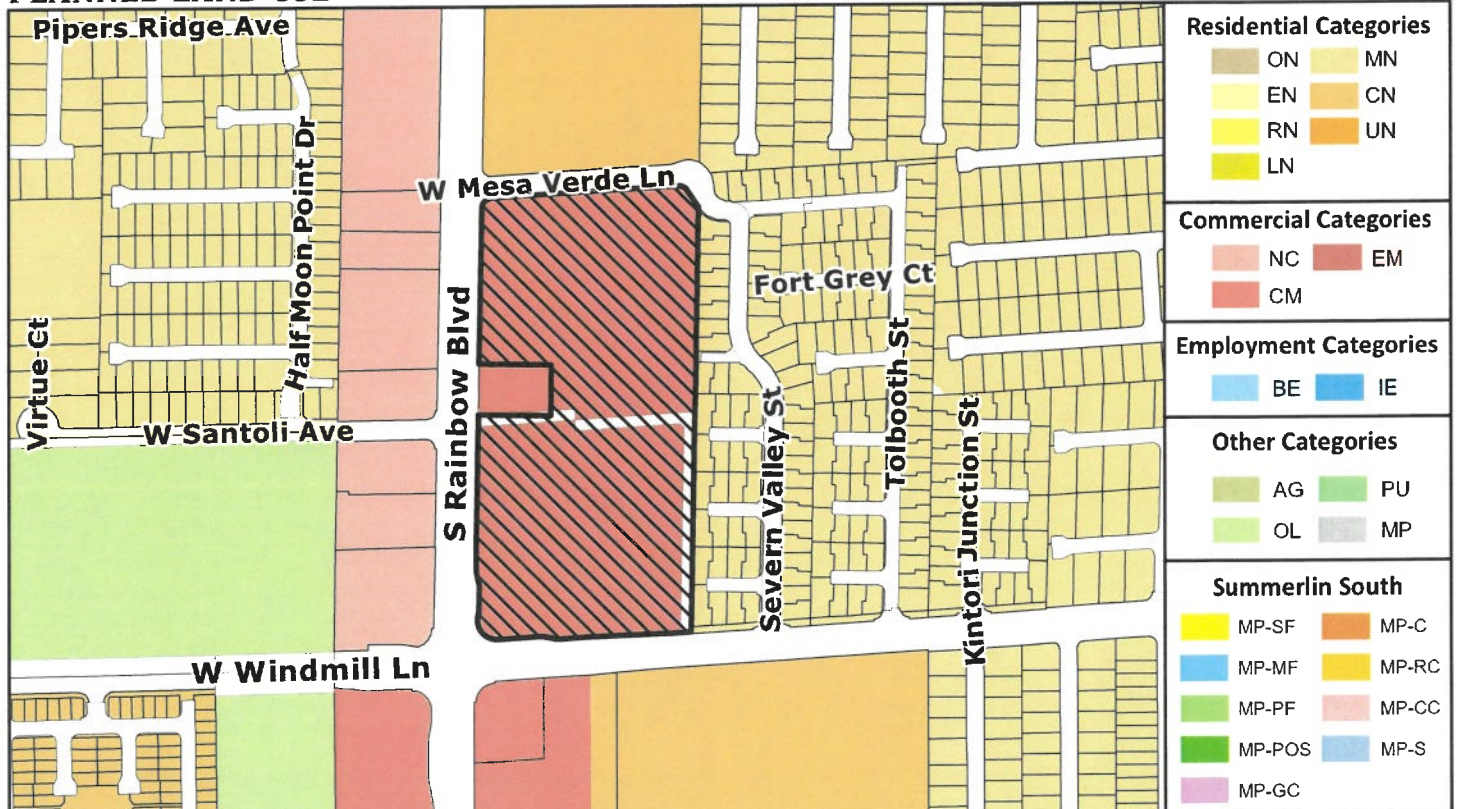 Pipers Ridge Ave
Half Moon Point Dr
W Mesa Verde Ln
S Rainbow Blvd
Fort Grey Ct
Virtue Ct
W Santoli Ave
Severn Valley St
Tolbooth St
Kintori Junction St
W Windmill Ln
Residential Categories
ON MN
EN CN
RN UN
LN
Commercial Categories
NC EM
CM
Employment Categories
BE IE
Other Categories
AG PU
OL MP
Summerlin South
MP-SF MP-C
MP-MF MP-RC
MP-PF MP-CC
MP-POS MP-S
MP-GC